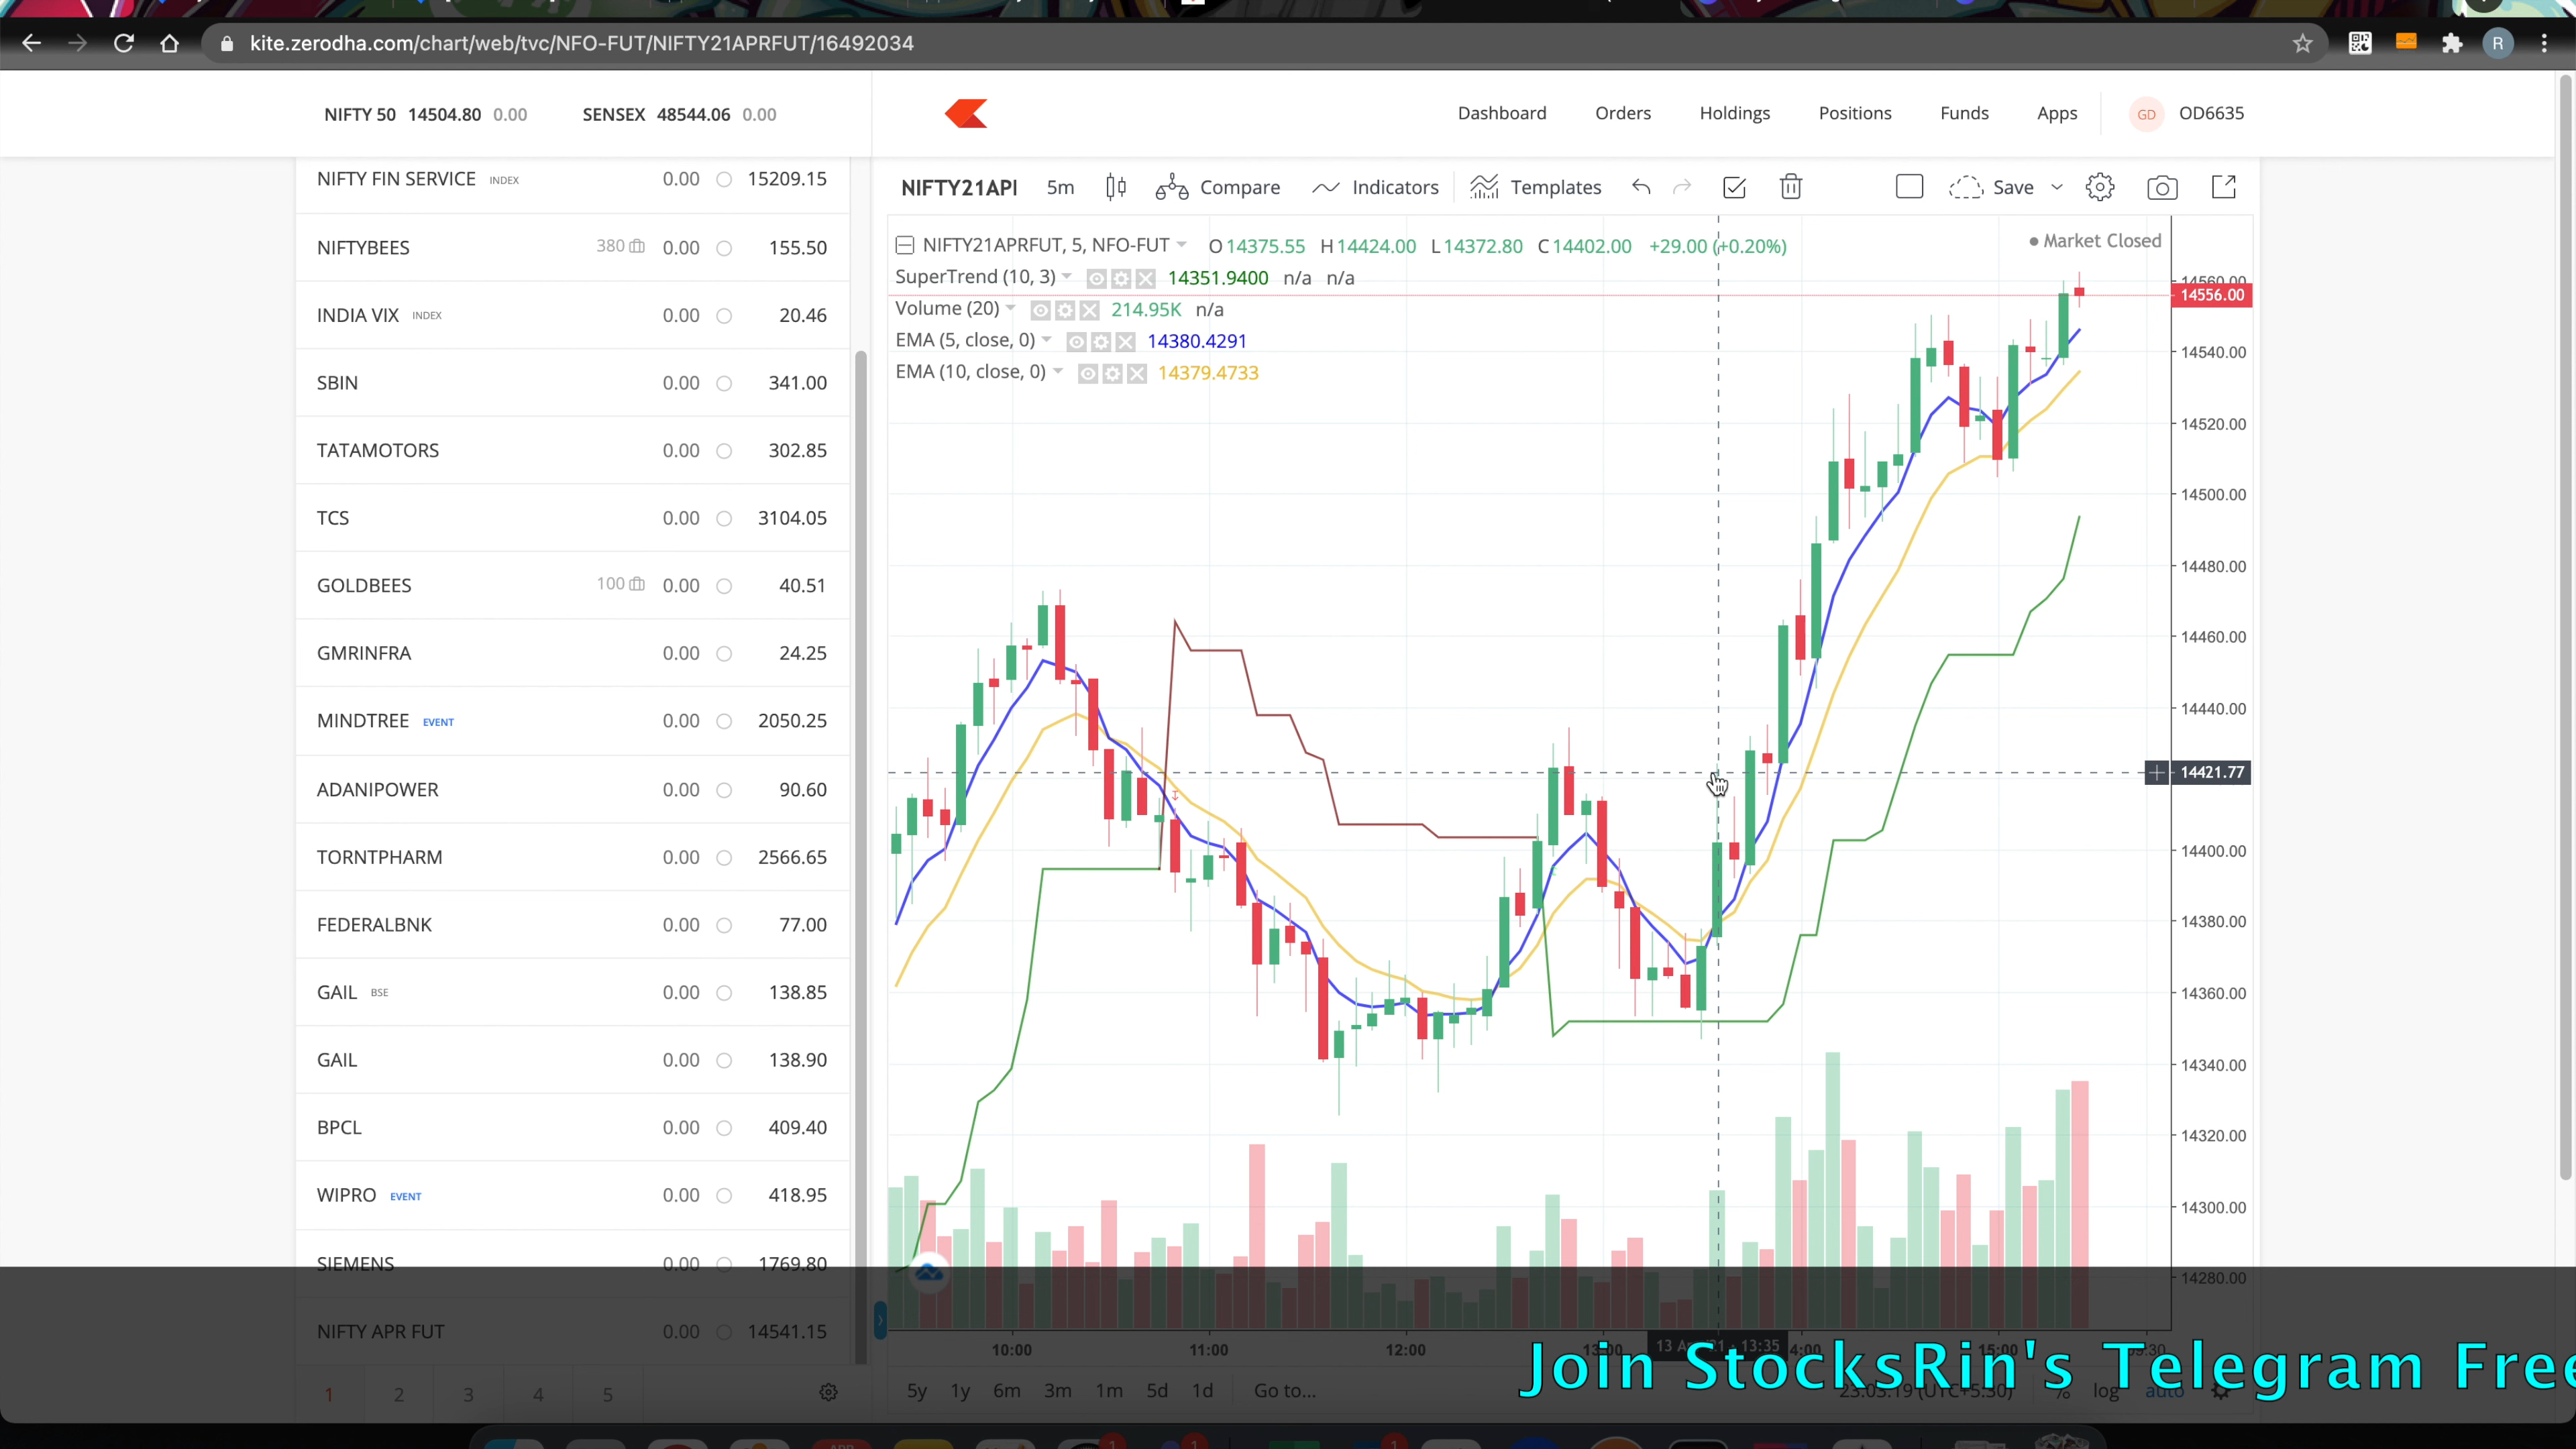 kite.zerodha.com/chart/web/tvc/NFO-FUT/NIFTY21APRFUT/16492034
R
NIFTY 50 14504.80 0.00 SENSEX 48544.06 0.00
Dashboard Orders Holdings Positions Funds Apps GD OD6635
NIFTY FIN SERVICE INDEX 0.00 15209.15
NIFTYBEES 380 0.00 155.50
INDIA VIX INDEX 0.00 20.46
SBIN 0.00 341.00
TATAMOTORS 0.00 302.85
TCS 0.00 3104.05
GOLDBEES 100 0.00 40.51
GMRINFRA 0.00 24.25
MINDTREE EVENT 0.00 2050.25
ADANIPOWER 0.00 90.60
TORNTPHARM 0.00 2566.65
FEDERALBNK 0.00 77.00
GAIL BSE 0.00 138.85
GAIL 0.00 138.90
BPCL 0.00 409.40
WIPRO EVENT 0.00 418.95
SIEMENS 0.00 1769.80
NIFTY APR FUT 0.00 14541.15
1 2 3 4 5
NIFTY21API 5m Compare Indicators Templates Save
NIFTY21APRFUT, 5, NFO-FUT O14375.55 H14424.00 L14372.80 C14402.00 +29.00 (+0.20%)
Market Closed
SuperTrend (10, 3) 14351.9400 n/a n/a
Volume (20) 214.95K n/a
EMA (5, close, 0) 14380.4291
EMA (10, close, 0) 14379.4733
14560.00
14556.00
14540.00
14520.00
14500.00
14480.00
14460.00
14440.00
14421.77
14400.00
14380.00
14360.00
14340.00
14320.00
14300.00
14280.00
10:00 11:00 12:00
5y 1y 6m 3m 1m 5d 1d Go to...
log auto
Join StocksRin's Telegram Free